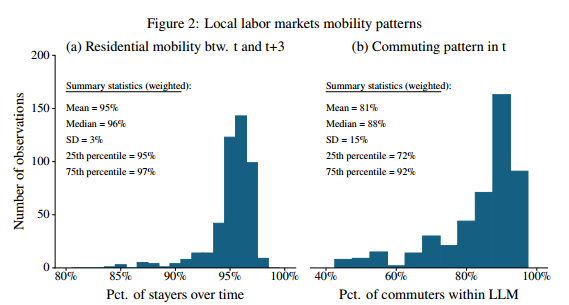 Figure 2: Local labor markets mobility patterns
(a) Residential mobility btw. t and t+3
(b) Commuting pattern in t
Number of observations
200
150
100
50
0
Summary statistics (weighted):
Mean = 95%
Median = 96%
SD = 3%
25th percentile = 95%
75th percentile = 97%
80%
85%
90%
95%
100%
Pct. of stayers over time
Summary statistics (weighted):
Mean = 81%
Median = 88%
SD = 15%
25th percentile = 72%
75th percentile = 92%
40%
60%
80%
100%
Pct. of commuters within LLM